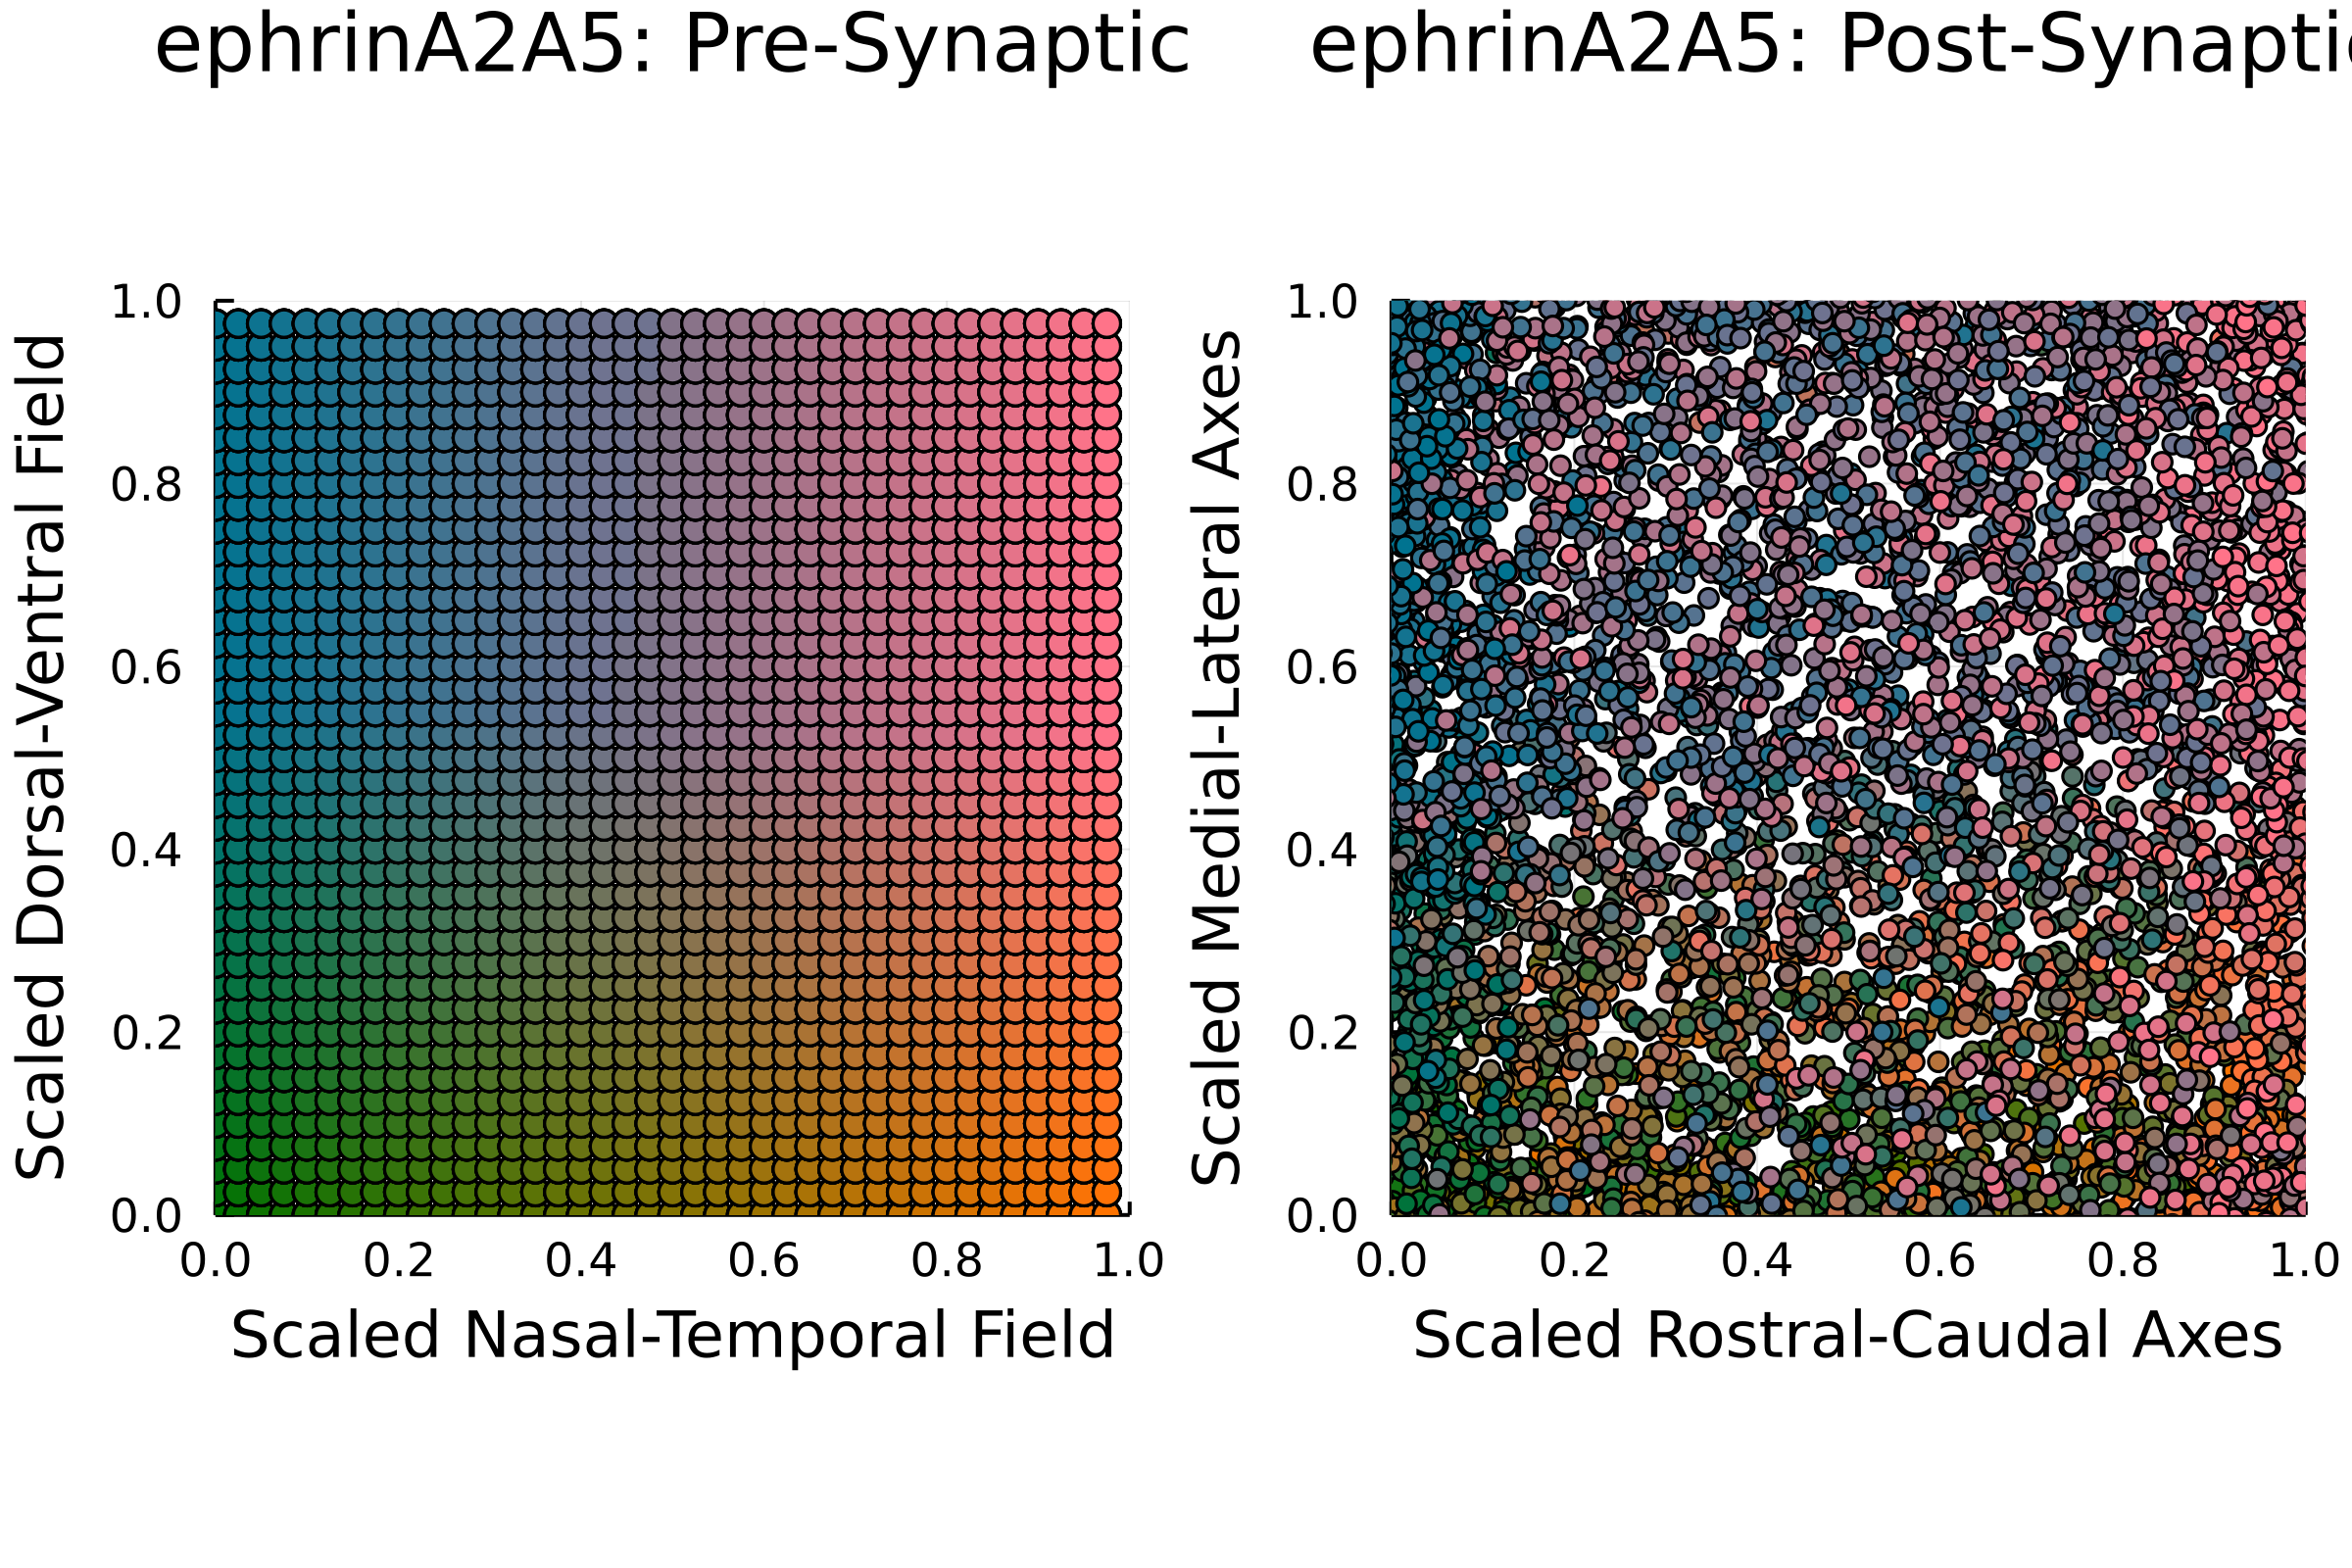 ephrinA2A5: Pre-Synaptic
Scaled Dorsal-Ventral Field
1.0
0.8
0.6
0.4
0.2
0.0
0.0 0.2 0.4 0.6 0.8 1.0
Scaled Nasal-Temporal Field
ephrinA2A5: Post-Synaptic
Scaled Medial-Lateral Axes
1.0
0.8
0.6
0.4
0.2
0.0
0.0 0.2 0.4 0.6 0.8 1.0
Scaled Rostral-Caudal Axes